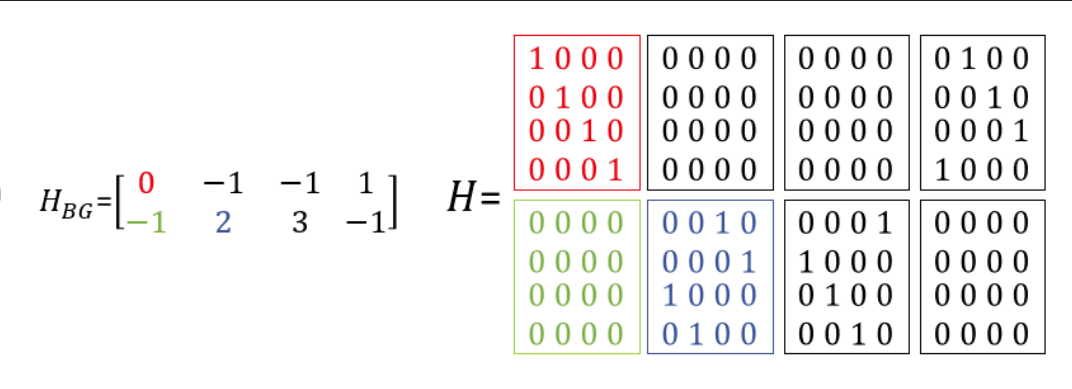 1 0 0 0 0 0 0 0 0 0 0 0 0 1 0 0
0 1 0 0 0 0 0 0 0 0 0 0 0 0 1 0
0 0 1 0 0 0 0 0 0 0 0 0 0 0 0 1
0 0 0 1 0 0 0 0 0 0 0 0 1 0 0 0
H_BG=[ 0 −1 −1 1
−1 2 3 −1 ]
H=
0 0 0 0 0 0 1 0 0 0 0 1 0 0 0 0
0 0 0 0 0 0 0 1 1 0 0 0 0 0 0 0
0 0 0 0 1 0 0 0 0 1 0 0 0 0 0 0
0 0 0 0 0 1 0 0 0 0 1 0 0 0 0 0